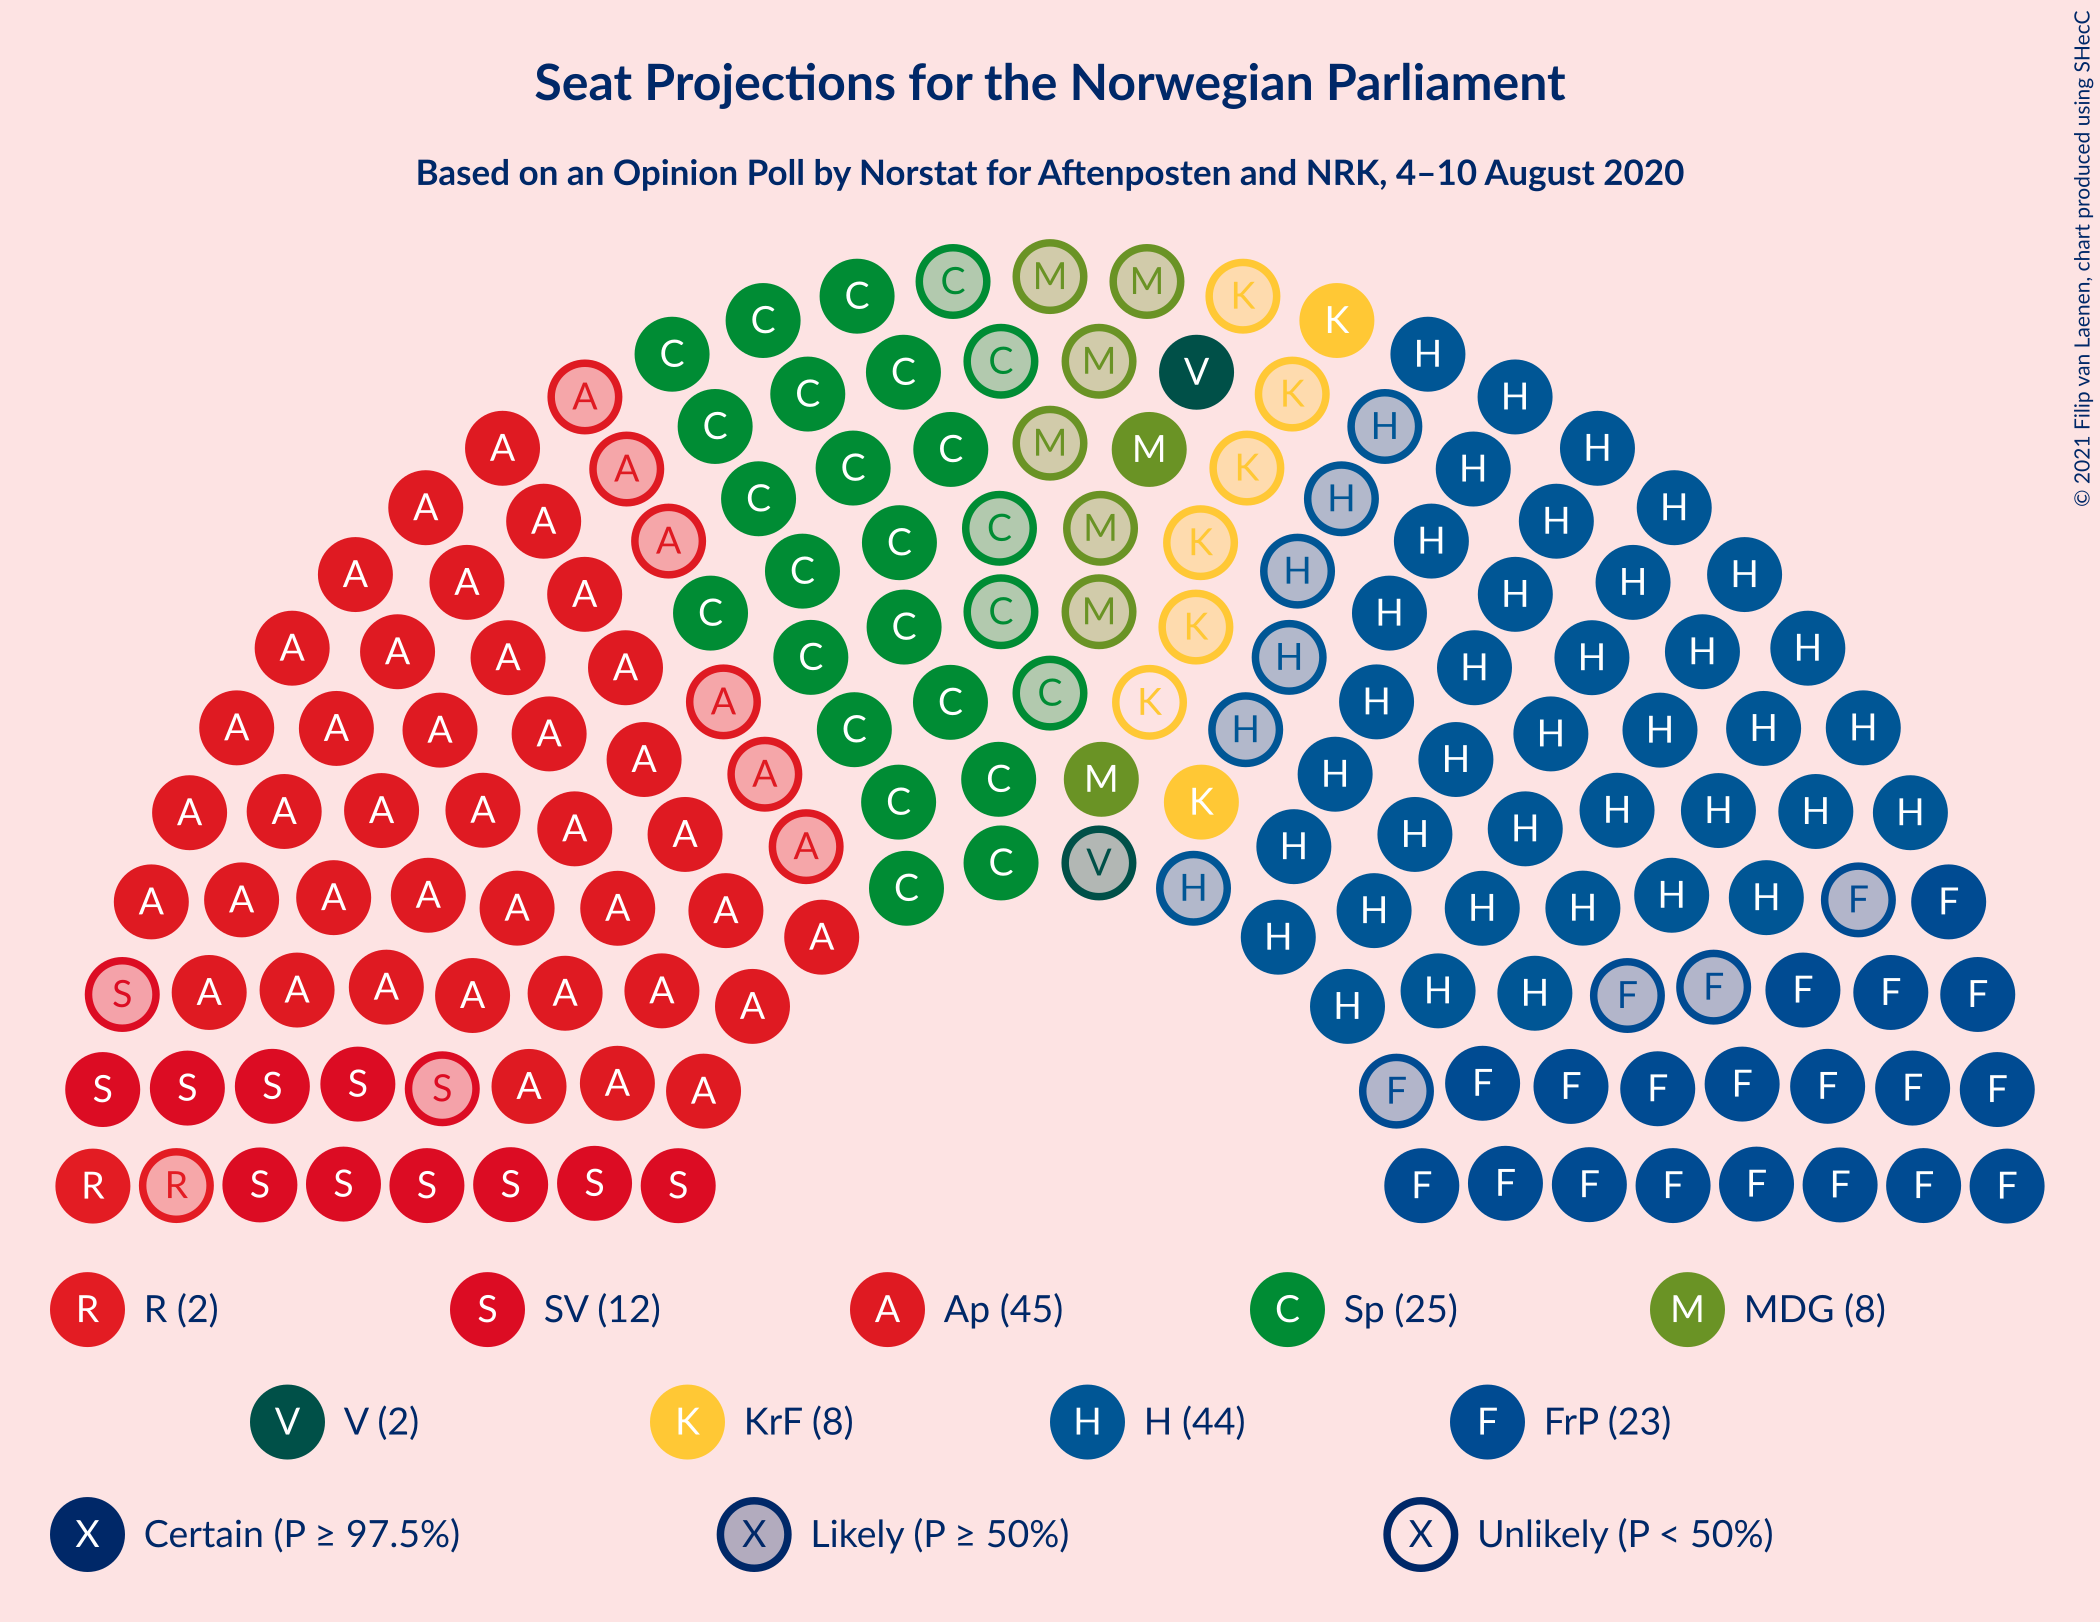 Seat Projections for the Norwegian Parliament
Based on an Opinion Poll by Norstat for Aftenposten and NRK, 4–10 August 2020
© 2021 Filip van Laenen, chart produced using SHecC
C M M
C K
C K
C H
A C M V H
A C C K H
A C C M M H
A C C K H
A C C C M H
A C C K H
A C C C M H H
A C C K H
A C C C K H
A C C H
A A C C M H
A C K H
A A C C V H H
A C H
S A A H F F
A H
S S S S S A A A F F F F F F F F
R R S S S S S S F F F F F F F F
R R (2) S SV (12) A Ap (45) C Sp (25) M MDG (8)
V V (2) K KrF (8) H H (44) F FrP (23)
X Certain (P ≥ 97.5%) X Likely (P ≥ 50%) X Unlikely (P < 50%)